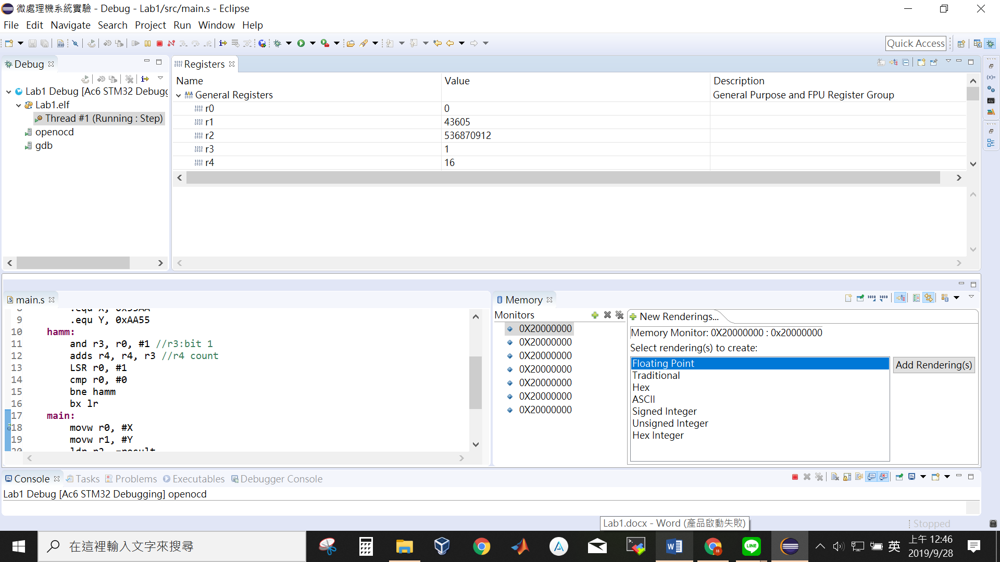 微處理機系統實驗 - Debug - Lab1/src/main.s - Eclipse
File Edit Navigate Search Project Run Window Help
Quick Access
Debug
Lab1 Debug [Ac6 STM32 Debugg
Lab1.elf
Thread #1 (Running : Step)
openocd
gdb
Registers
Name Value Description
General Registers General Purpose and FPU Register Group
r0 0
r1 43605
r2 536870912
r3 1
r4 16
main.s
8 .equ X, 0x55AA
9 .equ Y, 0xAA55
10 hamm:
11 and r3, r0, #1 //r3:bit 1
12 adds r4, r4, r3 //r4 count
13 LSR r0, #1
14 cmp r0, #0
15 bne hamm
16 bx lr
17 main:
18 movw r0, #X
19 movw r1, #Y
20 ldr r2, =result
Memory
Monitors
0X20000000
0X20000000
0X20000000
0X20000000
0X20000000
0X20000000
0X20000000
New Renderings...
Memory Monitor: 0X20000000 : 0x20000000
Select rendering(s) to create:
Floating Point
Traditional
Hex
ASCII
Signed Integer
Unsigned Integer
Hex Integer
Add Rendering(s)
Console Tasks Problems Executables Debugger Console
Lab1 Debug [Ac6 STM32 Debugging] openocd
Lab1.docx - Word (產品啟動失敗)
Stopped
在這裡輸入文字來搜尋
LINE
英
上午 12:46
2019/9/28